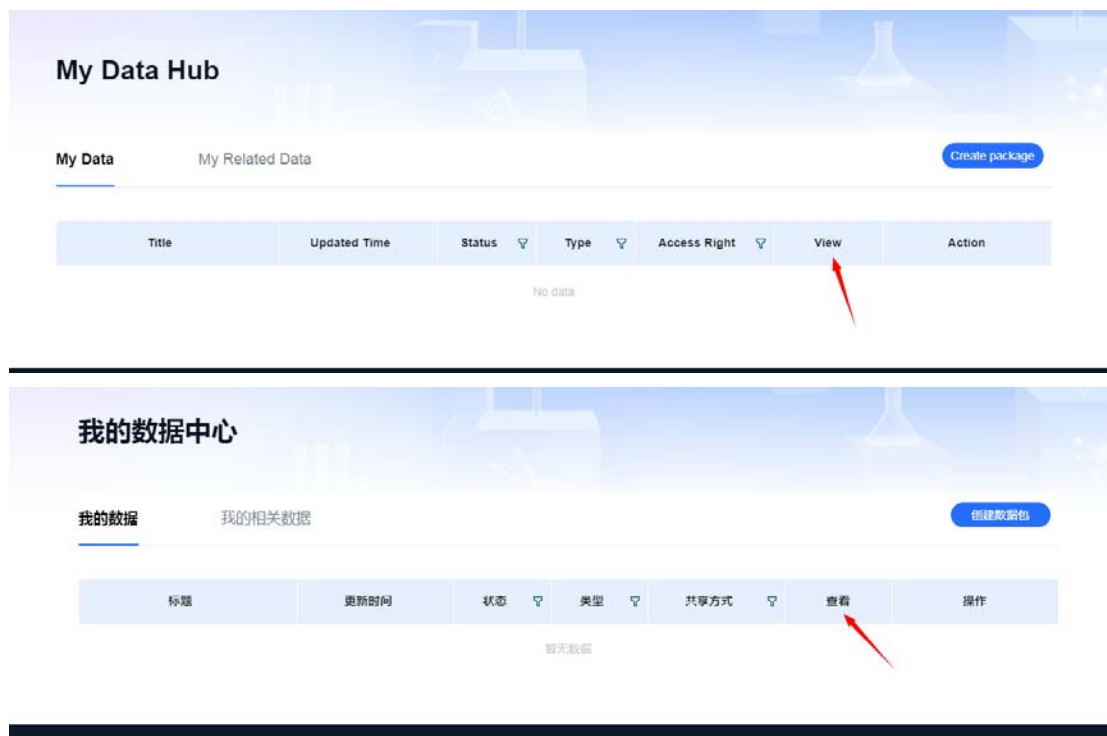 My Data Hub
My Data My Related Data Create package
Title Updated Time Status Type Access Right View Action
No data
我的数据中心
我的数据 我的相关数据 创建数据包
标题 更新时间 状态 类型 共享方式 查看 操作
暂无数据